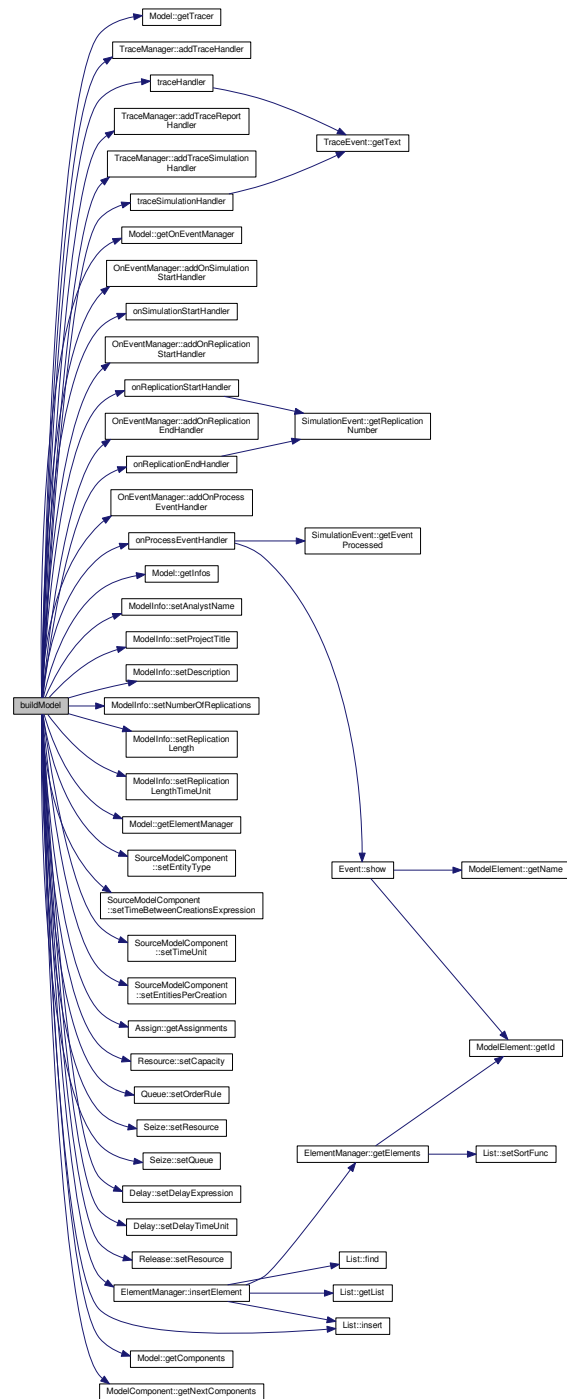 Model::getTracer
TraceManager::addTraceHandler
traceHandler
TraceManager::addTraceReport
Handler
TraceEvent::getText
TraceManager::addTraceSimulation
Handler
traceSimulationHandler
Model::getOnEventManager
OnEventManager::addOnSimulation
StartHandler
onSimulationStartHandler
OnEventManager::addOnReplication
StartHandler
onReplicationStartHandler
OnEventManager::addOnReplication
EndHandler
SimulationEvent::getReplication
Number
onReplicationEndHandler
OnEventManager::addOnProcess
EventHandler
onProcessEventHandler
SimulationEvent::getEvent
Processed
Model::getInfos
ModelInfo::setAnalystName
ModelInfo::setProjectTitle
ModelInfo::setDescription
buildModel
ModelInfo::setNumberOfReplications
ModelInfo::setReplication
Length
ModelInfo::setReplication
LengthTimeUnit
Model::getElementManager
SourceModelComponent
::setEntityType
Event::show
ModelElement::getName
SourceModelComponent
::setTimeBetweenCreationsExpression
SourceModelComponent
::setTimeUnit
SourceModelComponent
::setEntitiesPerCreation
Assign::getAssignments
ModelElement::getId
Resource::setCapacity
Queue::setOrderRule
Seize::setResource
Seize::setQueue
ElementManager::getElements
List::setSortFunc
Delay::setDelayExpression
Delay::setDelayTimeUnit
Release::setResource
List::find
ElementManager::insertElement
List::getList
List::insert
Model::getComponents
ModelComponent::getNextComponents